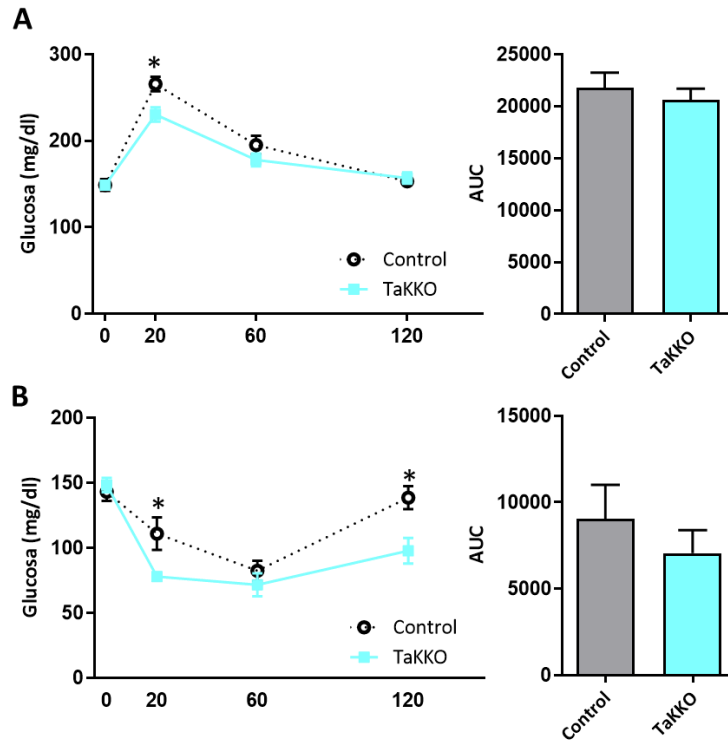 A
Glucosa (mg/dl)
300
200
100
0
0 20 60 120
*
Control
TaKKO
AUC
25000
20000
15000
10000
5000
0
Control
TaKKO
B
Glucosa (mg/dl)
200
150
100
50
0
0 20 60 120
*
*
Control
TaKKO
AUC
15000
10000
5000
0
Control
TaKKO